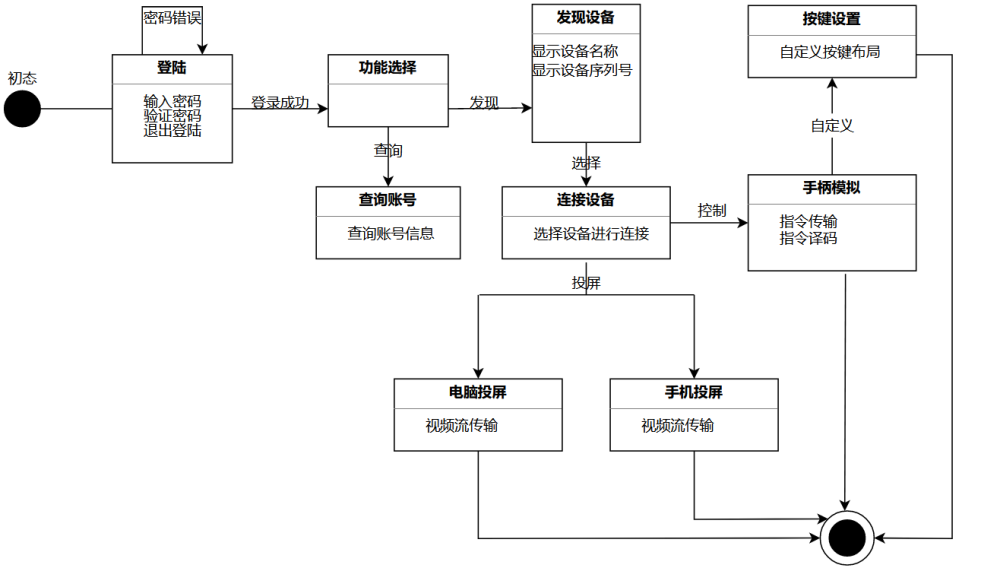 密码错误
初态
登陆
输入密码
验证密码
退出登陆
登录成功
功能选择
查询
查询账号
查询账号信息
发现
发现设备
显示设备名称
显示设备序列号
选择
连接设备
选择设备进行连接
控制
按键设置
自定义按键布局
自定义
手柄模拟
指令传输
指令译码
投屏
电脑投屏
视频流传输
手机投屏
视频流传输